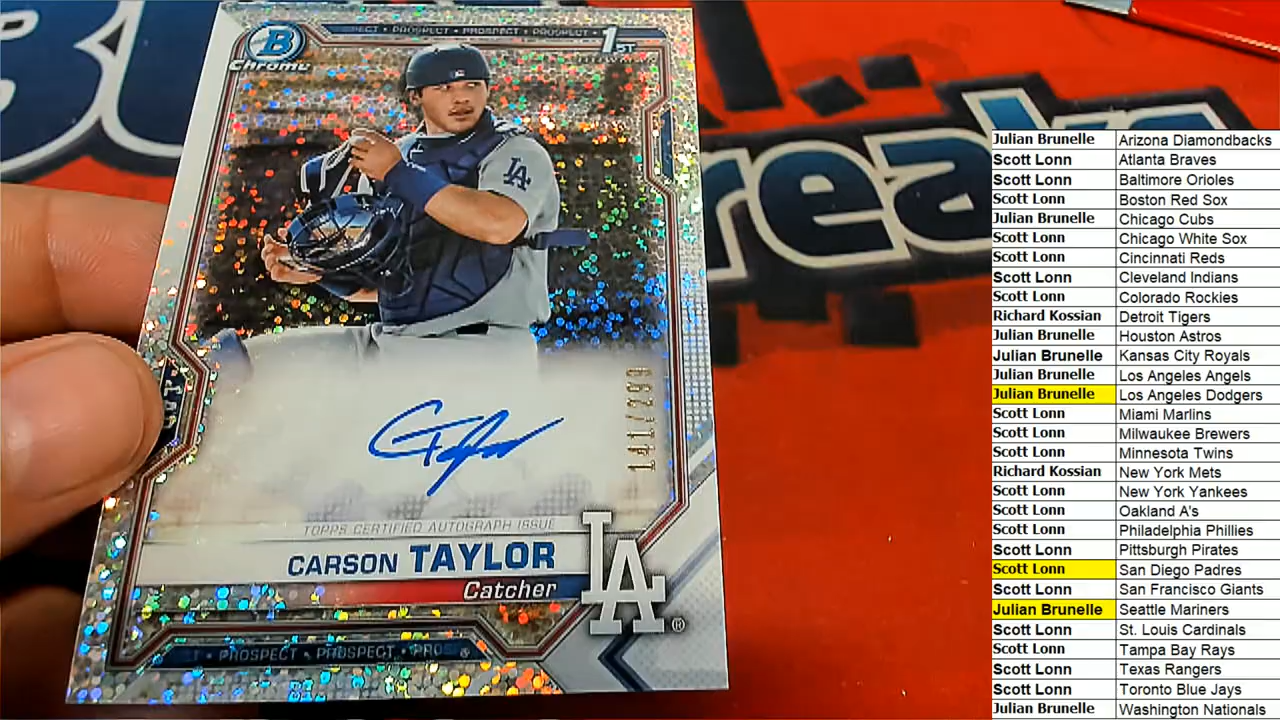 B
Chrome
PECT • PROSPECT • PROSPECT • PROSPECT •
1ST
LA
141/299
TOPPS CERTIFIED AUTOGRAPH ISSUE
CARSON TAYLOR
Catcher
LA®
T • PROSPECT • PROSPECT • PROS
reak
Julian Brunelle Arizona Diamondbacks
Scott Lonn Atlanta Braves
Scott Lonn Baltimore Orioles
Scott Lonn Boston Red Sox
Julian Brunelle Chicago Cubs
Scott Lonn Chicago White Sox
Scott Lonn Cincinnati Reds
Scott Lonn Cleveland Indians
Scott Lonn Colorado Rockies
Richard Kossian Detroit Tigers
Julian Brunelle Houston Astros
Julian Brunelle Kansas City Royals
Julian Brunelle Los Angeles Angels
Julian Brunelle Los Angeles Dodgers
Scott Lonn Miami Marlins
Scott Lonn Milwaukee Brewers
Scott Lonn Minnesota Twins
Richard Kossian New York Mets
Scott Lonn New York Yankees
Scott Lonn Oakland A's
Scott Lonn Philadelphia Phillies
Scott Lonn Pittsburgh Pirates
Scott Lonn San Diego Padres
Scott Lonn San Francisco Giants
Julian Brunelle Seattle Mariners
Scott Lonn St. Louis Cardinals
Scott Lonn Tampa Bay Rays
Scott Lonn Texas Rangers
Scott Lonn Toronto Blue Jays
Julian Brunelle Washington Nationals